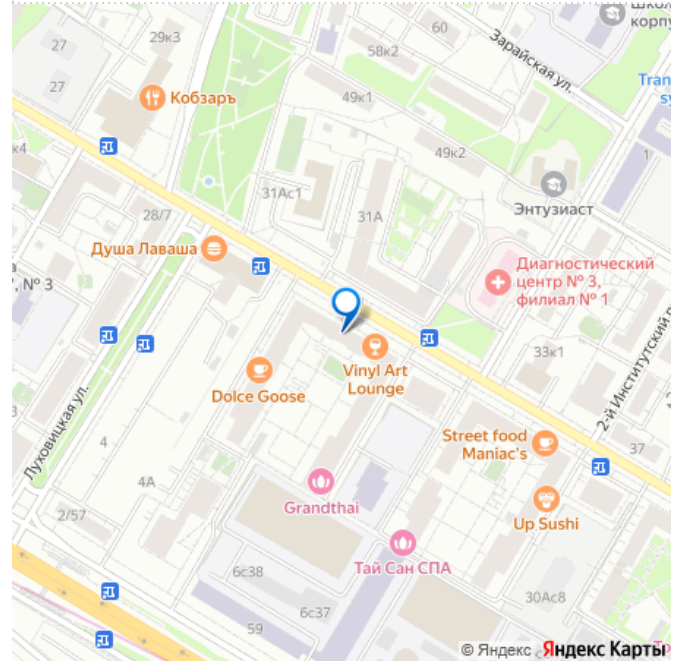 Школ
корпу
60
29к3
27
58к2
Зарайская ул.
27
Кобзаръ
49к1
Tran
sy
к4
49к2
1
31Ас1
31А
Энтузиаст
28/7
Душа Лаваша
Диагностический
центр № 3,
филиал № 1
, № 3
33к1
Vinyl Art
Lounge
Dolce Goose
2-й Институтский п
Луховицкая ул.
4
Street food
Maniac's
37
4А
Grandthai
Up Sushi
2/57
Тай Сан СПА
6с38
30Ас8
6с37
59
© Яндекс Яндекс Карты